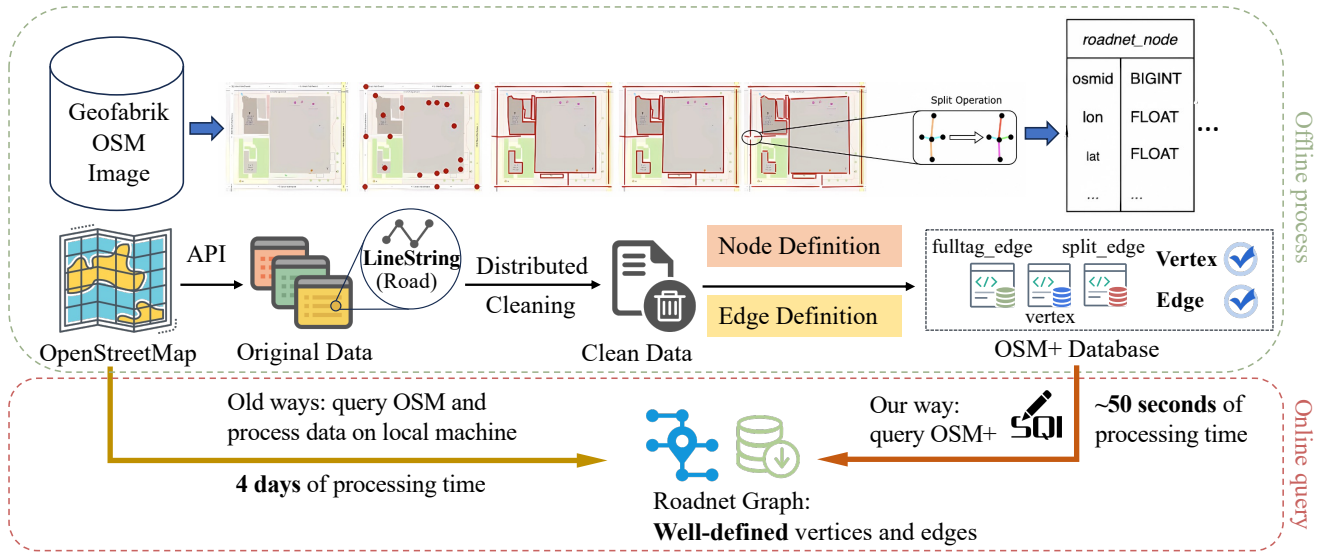 Geofabrik
OSM
Image
Split Operation
roadnet_node
osmid BIGINT
lon FLOAT
lat FLOAT
... ...
...
Offline process
API
LineString
(Road)
Distributed
Cleaning
Node Definition
Edge Definition
fulltag_edge split_edge
vertex
Vertex
Edge
OpenStreetMap
Original Data
Clean Data
OSM+ Database
Old ways: query OSM and
process data on local machine
4 days of processing time
Our way:
query OSM+
SQl
~50 seconds of
processing time
Roadnet Graph:
Well-defined vertices and edges
Online query